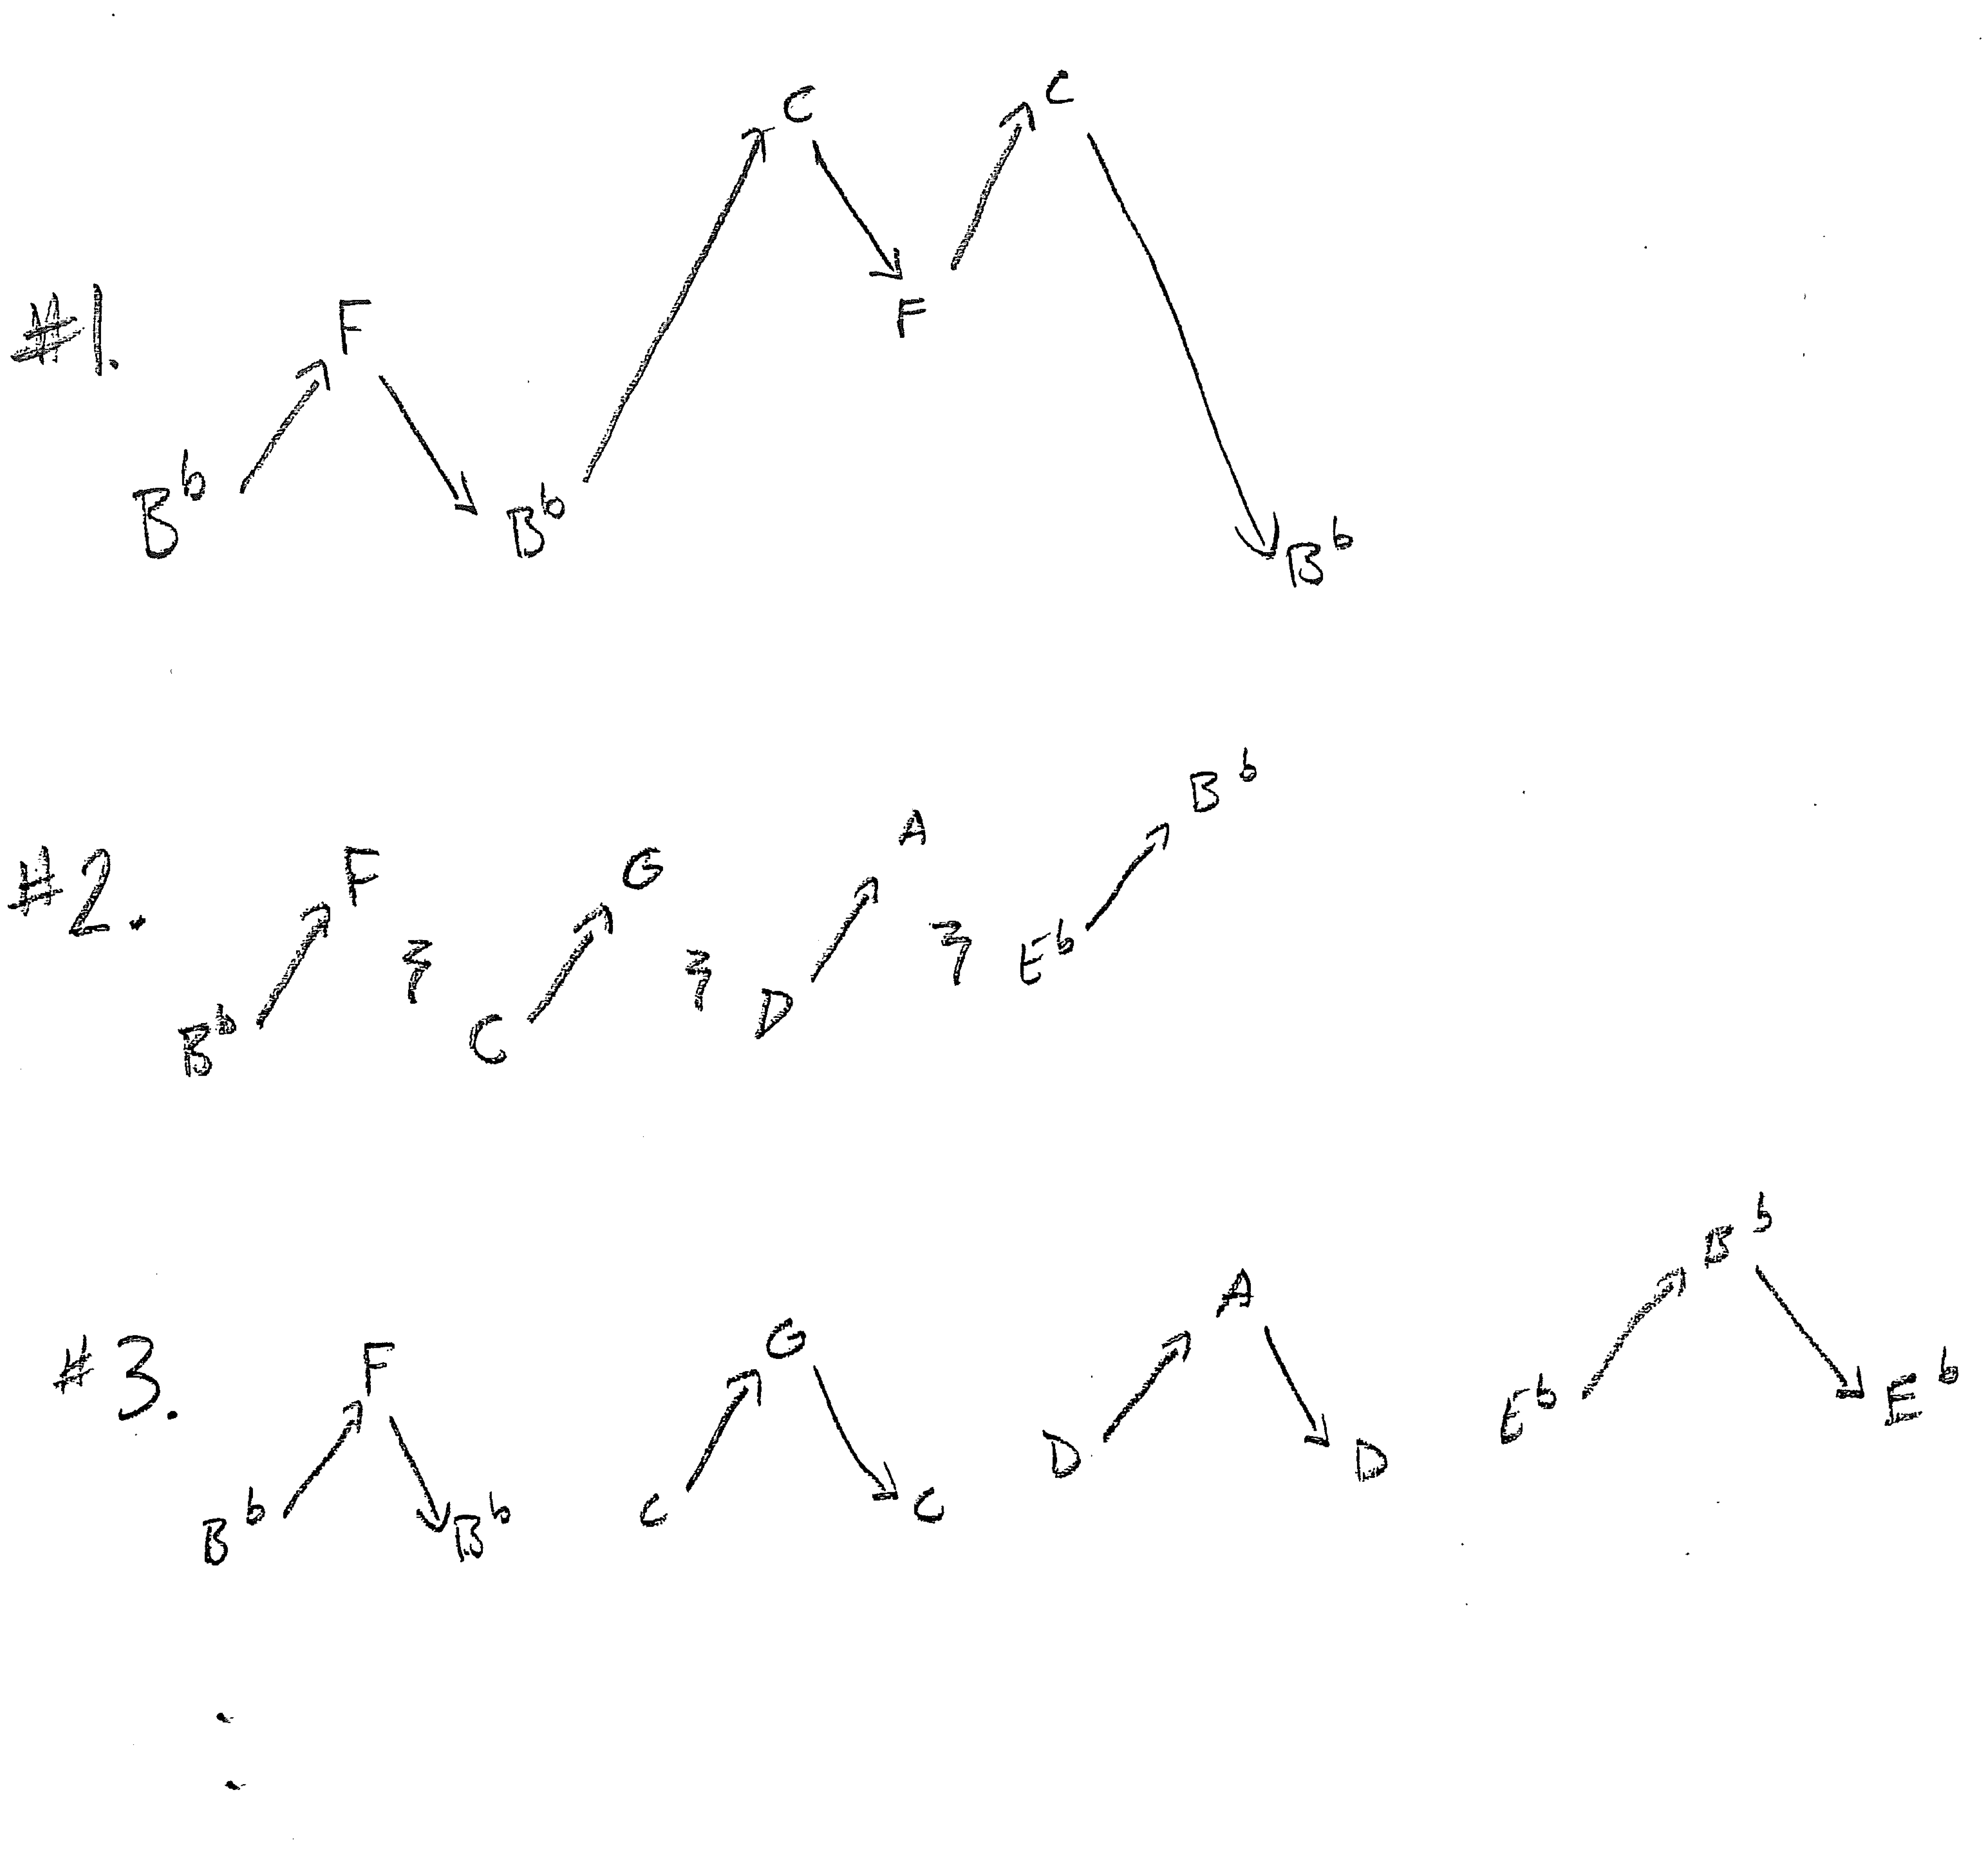 #1. B♭ F B♭ C F C B♭
#2. B♭ F C G D A E♭ B♭
#3. B♭ F B♭ C G C D A D E♭ B♭ E♭